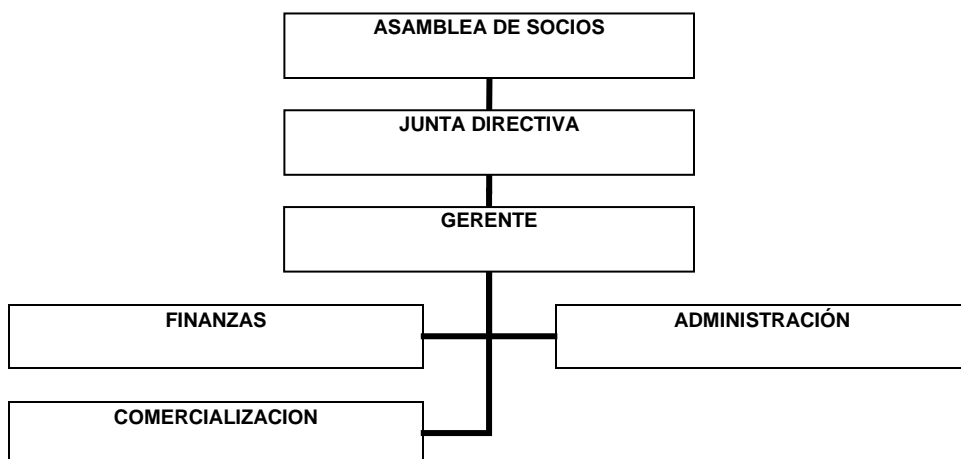 ASAMBLEA DE SOCIOS
JUNTA DIRECTIVA
GERENTE
FINANZAS
ADMINISTRACIÓN
COMERCIALIZACION